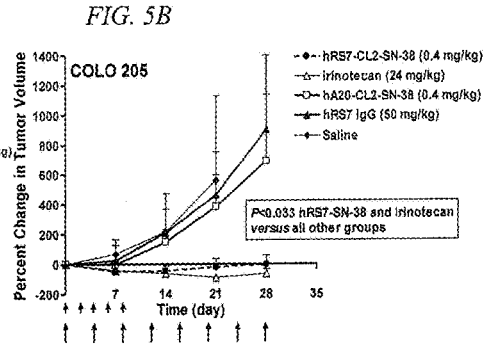 FIG. 5B
COLO 205
hRS7-CL2-SN-38 (0.4 mg/kg)
irinotecan (24 mg/kg)
hA20-CL2-SN-38 (0.4 mg/kg)
hRS7 IgG (50 mg/kg)
Saline
Percent Change in Tumor Volume
1400
1200
1000
800
600
400
200
0
-200
P<0.033 hRS7-SN-38 and irinotecan
versus all other groups
7
14
21
28
35
Time (day)